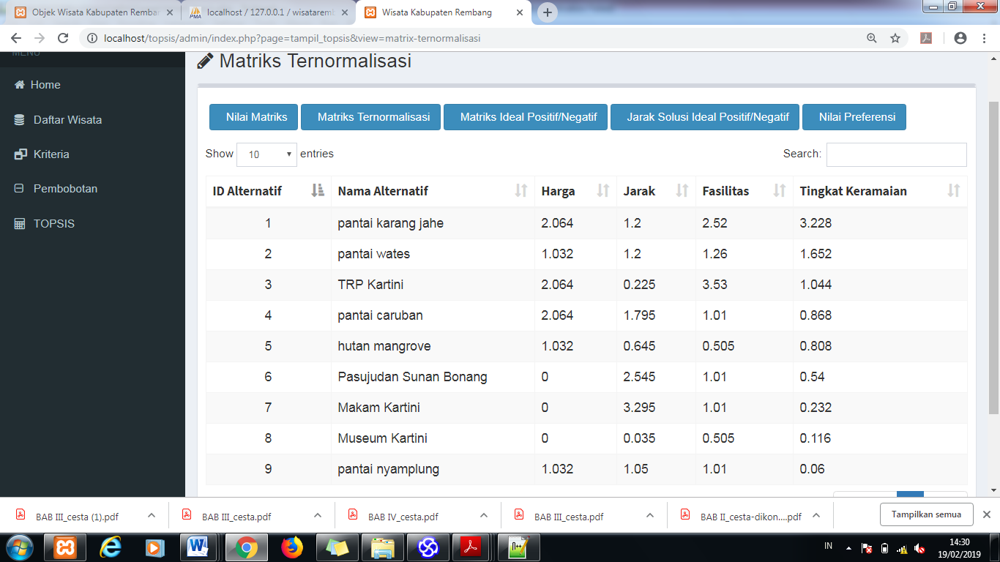 Objek Wisata Kabupaten Remban
localhost / 127.0.0.1 / wisataremb
Wisata Kabupaten Rembang
localhost/topsis/admin/index.php?page=tampil_topsis&view=matrix-ternormalisasi
MENU
Home
Daftar Wisata
Kriteria
Pembobotan
TOPSIS
Matriks Ternormalisasi
Nilai Matriks Matriks Ternormalisasi Matriks Ideal Positif/Negatif Jarak Solusi Ideal Positif/Negatif Nilai Preferensi
Show 10 entries Search:
ID Alternatif Nama Alternatif Harga Jarak Fasilitas Tingkat Keramaian
1 pantai karang jahe 2.064 1.2 2.52 3.228
2 pantai wates 1.032 1.2 1.26 1.652
3 TRP Kartini 2.064 0.225 3.53 1.044
4 pantai caruban 2.064 1.795 1.01 0.868
5 hutan mangrove 1.032 0.645 0.505 0.808
6 Pasujudan Sunan Bonang 0 2.545 1.01 0.54
7 Makam Kartini 0 3.295 1.01 0.232
8 Museum Kartini 0 0.035 0.505 0.116
9 pantai nyamplung 1.032 1.05 1.01 0.06
BAB III_cesta (1).pdf BAB III_cesta.pdf BAB IV_cesta.pdf BAB III_cesta.pdf BAB II_cesta-dikon....pdf Tampilkan semua
IN 14:30
19/02/2019